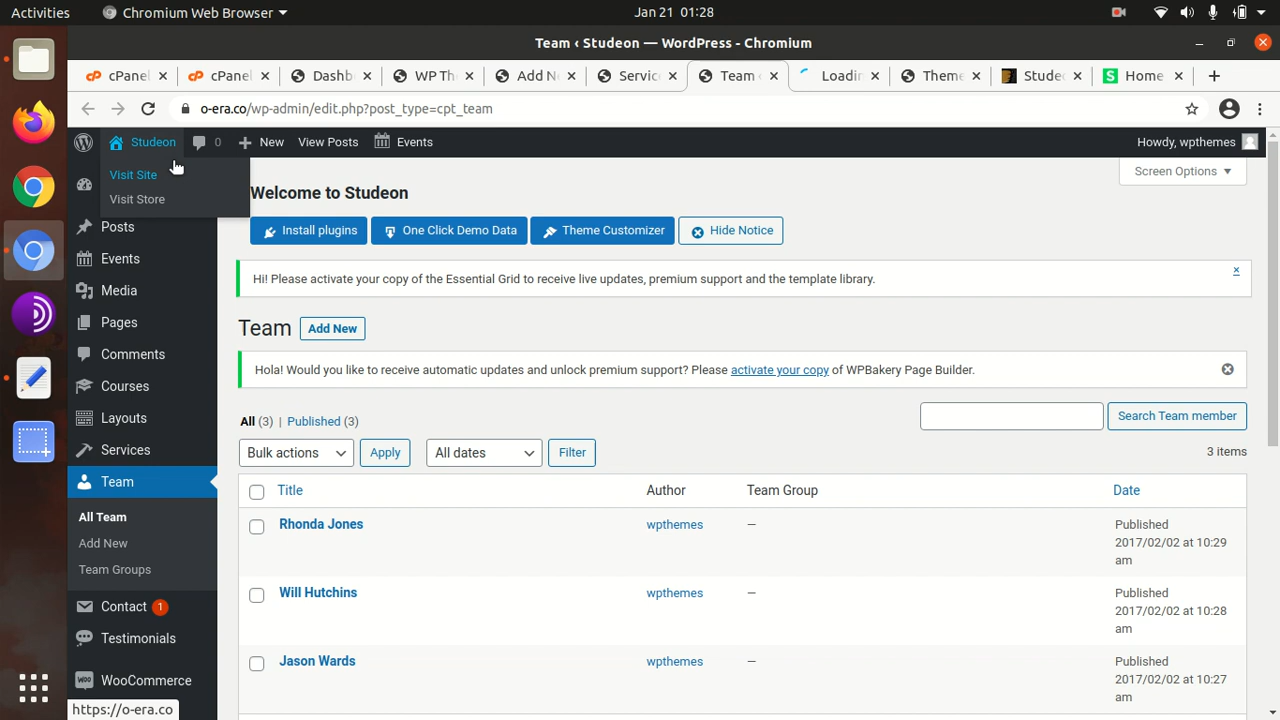 Activities Chromium Web Browser Jan 21 01:28
Team ‹ Studeon — WordPress - Chromium
cPanel cPanel Dashb WP Th Add N Servic Team ‹ Loadin Theme Studeo Home
o-era.co/wp-admin/edit.php?post_type=cpt_team
Studeon 0 New View Posts Events Howdy, wpthemes
Visit Site
Visit Store
Screen Options
Welcome to Studeon
Install plugins One Click Demo Data Theme Customizer Hide Notice
Hi! Please activate your copy of the Essential Grid to receive live updates, premium support and the template library.
Team Add New
Hola! Would you like to receive automatic updates and unlock premium support? Please activate your copy of WPBakery Page Builder.
All (3) | Published (3)
Search Team member
Bulk actions Apply All dates Filter 3 items
Title Author Team Group Date
Rhonda Jones wpthemes — Published
2017/02/02 at 10:29
am
Will Hutchins wpthemes — Published
2017/02/02 at 10:28
am
Jason Wards wpthemes — Published
2017/02/02 at 10:27
am
Posts
Events
Media
Pages
Comments
Courses
Layouts
Services
Team
All Team
Add New
Team Groups
Contact 1
Testimonials
WooCommerce
https://o-era.co